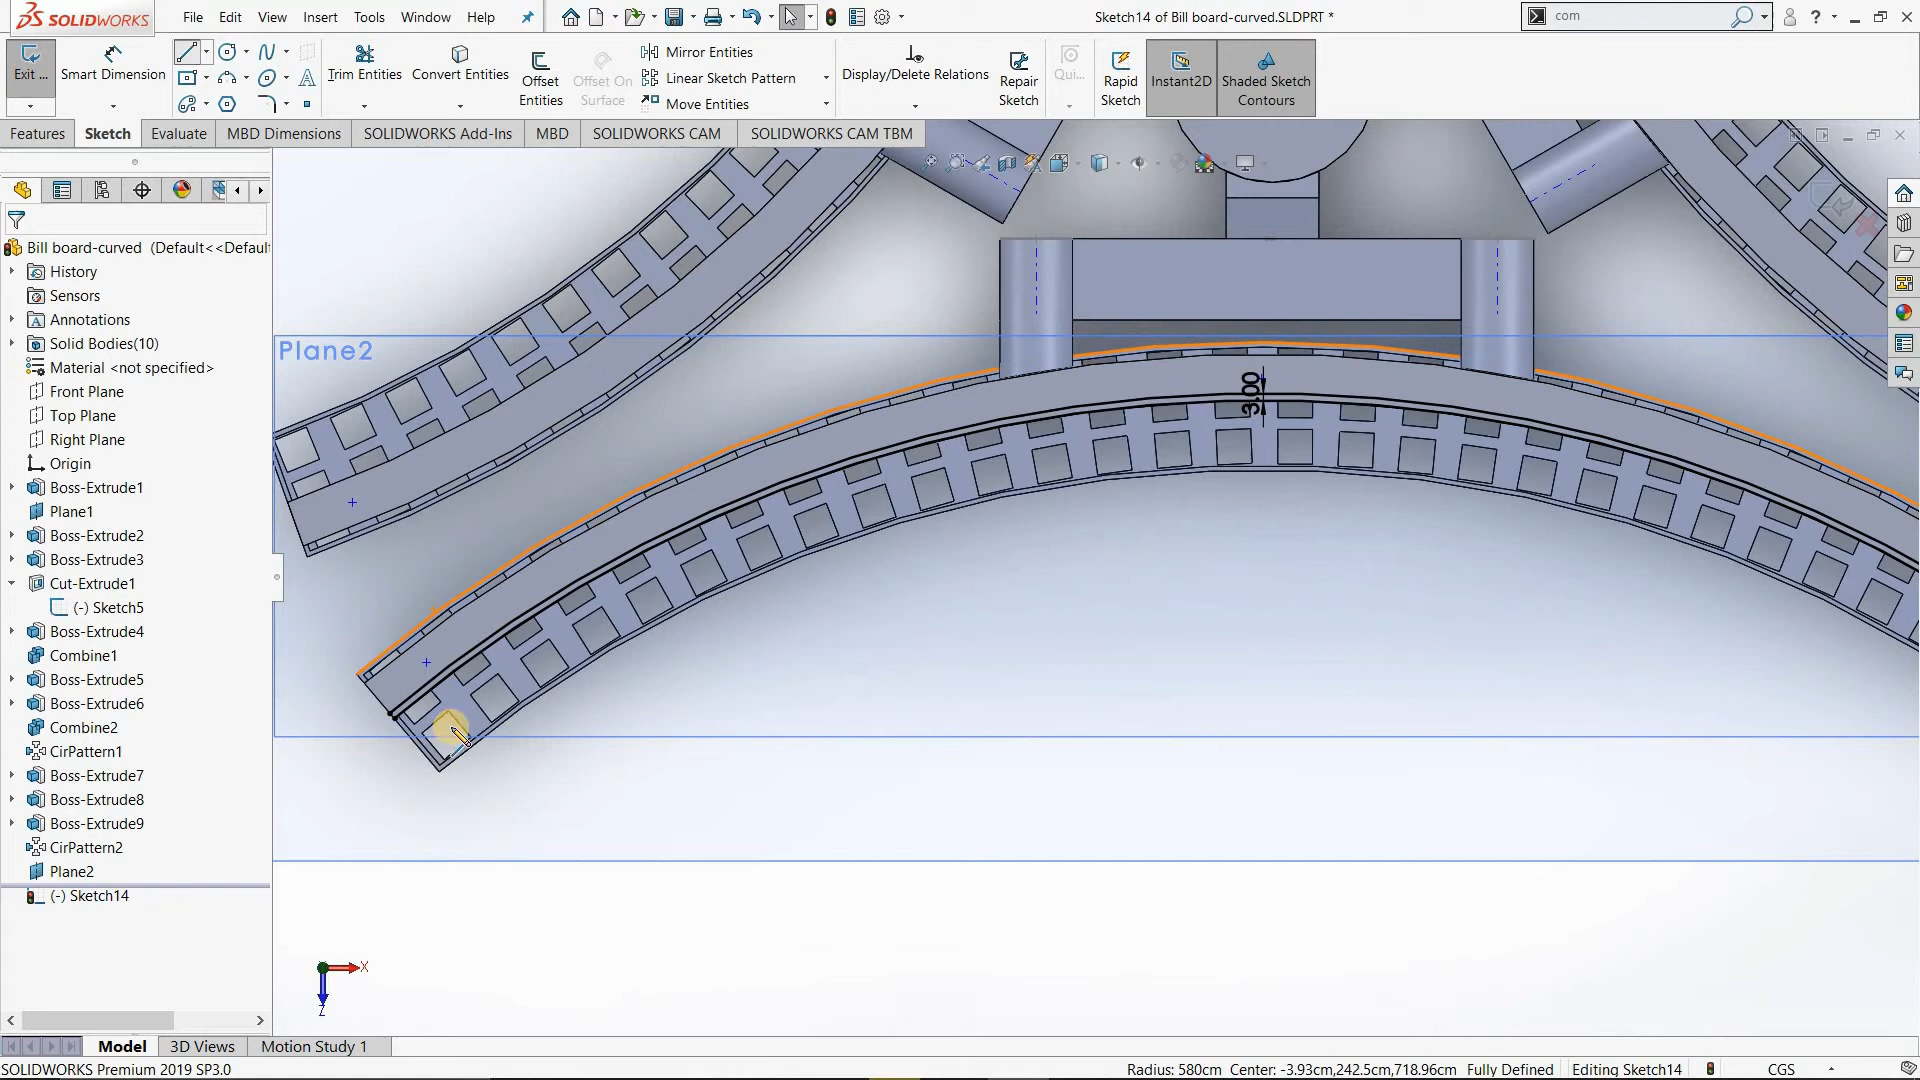 SOLIDWORKS
File Edit View Insert Tools Window Help
Sketch14 of Bill board-curved.SLDPRT *
com
Exit ...
Smart Dimension
Trim Entities
Convert Entities
Offset Entities
Offset On Surface
Mirror Entities
Linear Sketch Pattern
Move Entities
Display/Delete Relations
Repair Sketch
Qui...
Rapid Sketch
Instant2D
Shaded Sketch Contours
Features Sketch Evaluate MBD Dimensions SOLIDWORKS Add-Ins MBD SOLIDWORKS CAM SOLIDWORKS CAM TBM
Bill board-curved (Default<<Defaul
History
Sensors
Annotations
Solid Bodies(10)
Material <not specified>
Front Plane
Top Plane
Right Plane
Origin
Boss-Extrude1
Plane1
Boss-Extrude2
Boss-Extrude3
Cut-Extrude1
(-) Sketch5
Boss-Extrude4
Combine1
Boss-Extrude5
Boss-Extrude6
Combine2
CirPattern1
Boss-Extrude7
Boss-Extrude8
Boss-Extrude9
CirPattern2
Plane2
(-) Sketch14
Plane2
3.00
X
Z
Model 3D Views Motion Study 1
SOLIDWORKS Premium 2019 SP3.0
Radius: 580cm Center: -3.93cm,242.5cm,718.96cm Fully Defined Editing Sketch14 CGS